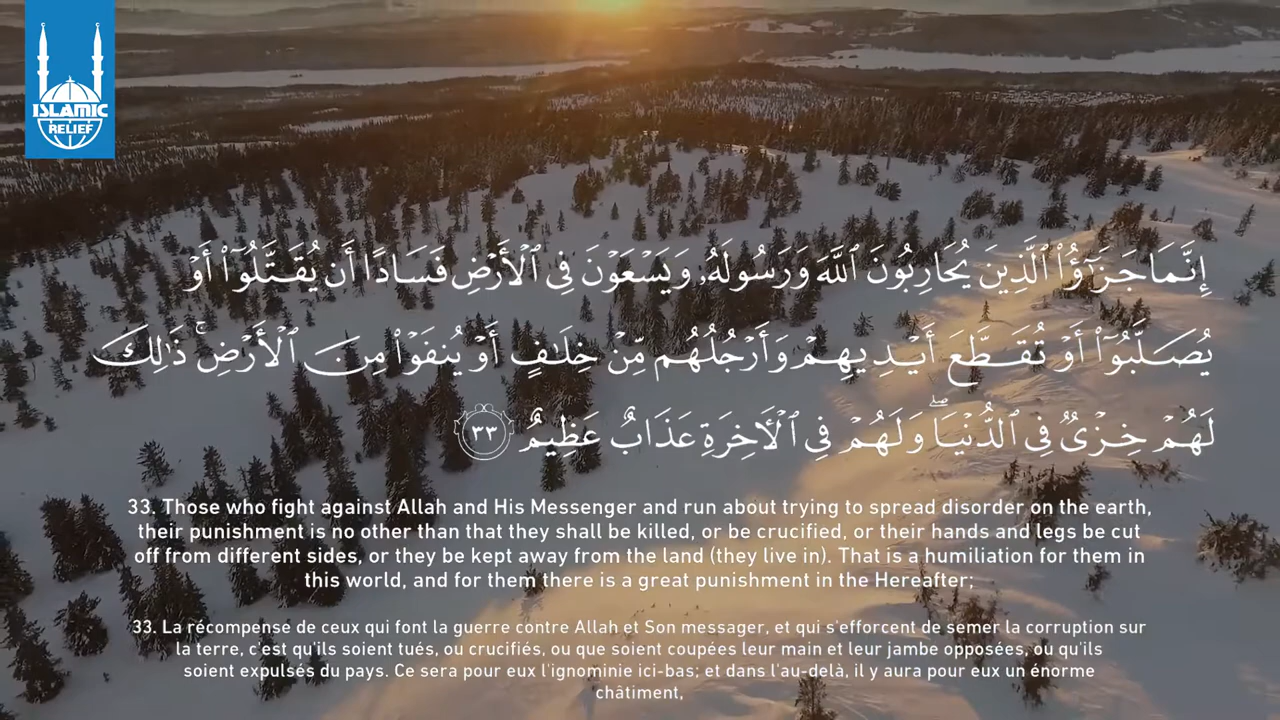 ISLAMIC
RELIEF
إِنَّمَا جَزَٰٓؤُا۟ ٱلَّذِينَ يُحَارِبُونَ ٱللَّهَ وَرَسُولَهُۥ وَيَسْعَوْنَ فِى ٱلْأَرْضِ فَسَادًا أَن يُقَتَّلُوٓا۟ أَوْ
يُصَلَّبُوٓا۟ أَوْ تُقَطَّعَ أَيْدِيهِمْ وَأَرْجُلُهُم مِّنْ خِلَٰفٍ أَوْ يُنفَوْا۟ مِنَ ٱلْأَرْضِ ۚ ذَٰلِكَ
لَهُمْ خِزْىٌ فِى ٱلدُّنْيَا ۖ وَلَهُمْ فِى ٱلْأَخِرَةِ عَذَابٌ عَظِيمٌ ٣٣
33. Those who fight against Allah and His Messenger and run about trying to spread disorder on the earth,
their punishment is no other than that they shall be killed, or be crucified, or their hands and legs be cut
off from different sides, or they be kept away from the land (they live in). That is a humiliation for them in
this world, and for them there is a great punishment in the Hereafter;
33. La récompense de ceux qui font la guerre contre Allah et Son messager, et qui s'efforcent de semer la corruption sur
la terre, c'est qu'ils soient tués, ou crucifiés, ou que soient coupées leur main et leur jambe opposées, ou qu'ils
soient expulsés du pays. Ce sera pour eux l'ignominie ici-bas; et dans l'au-delà, il y aura pour eux un énorme
châtiment,